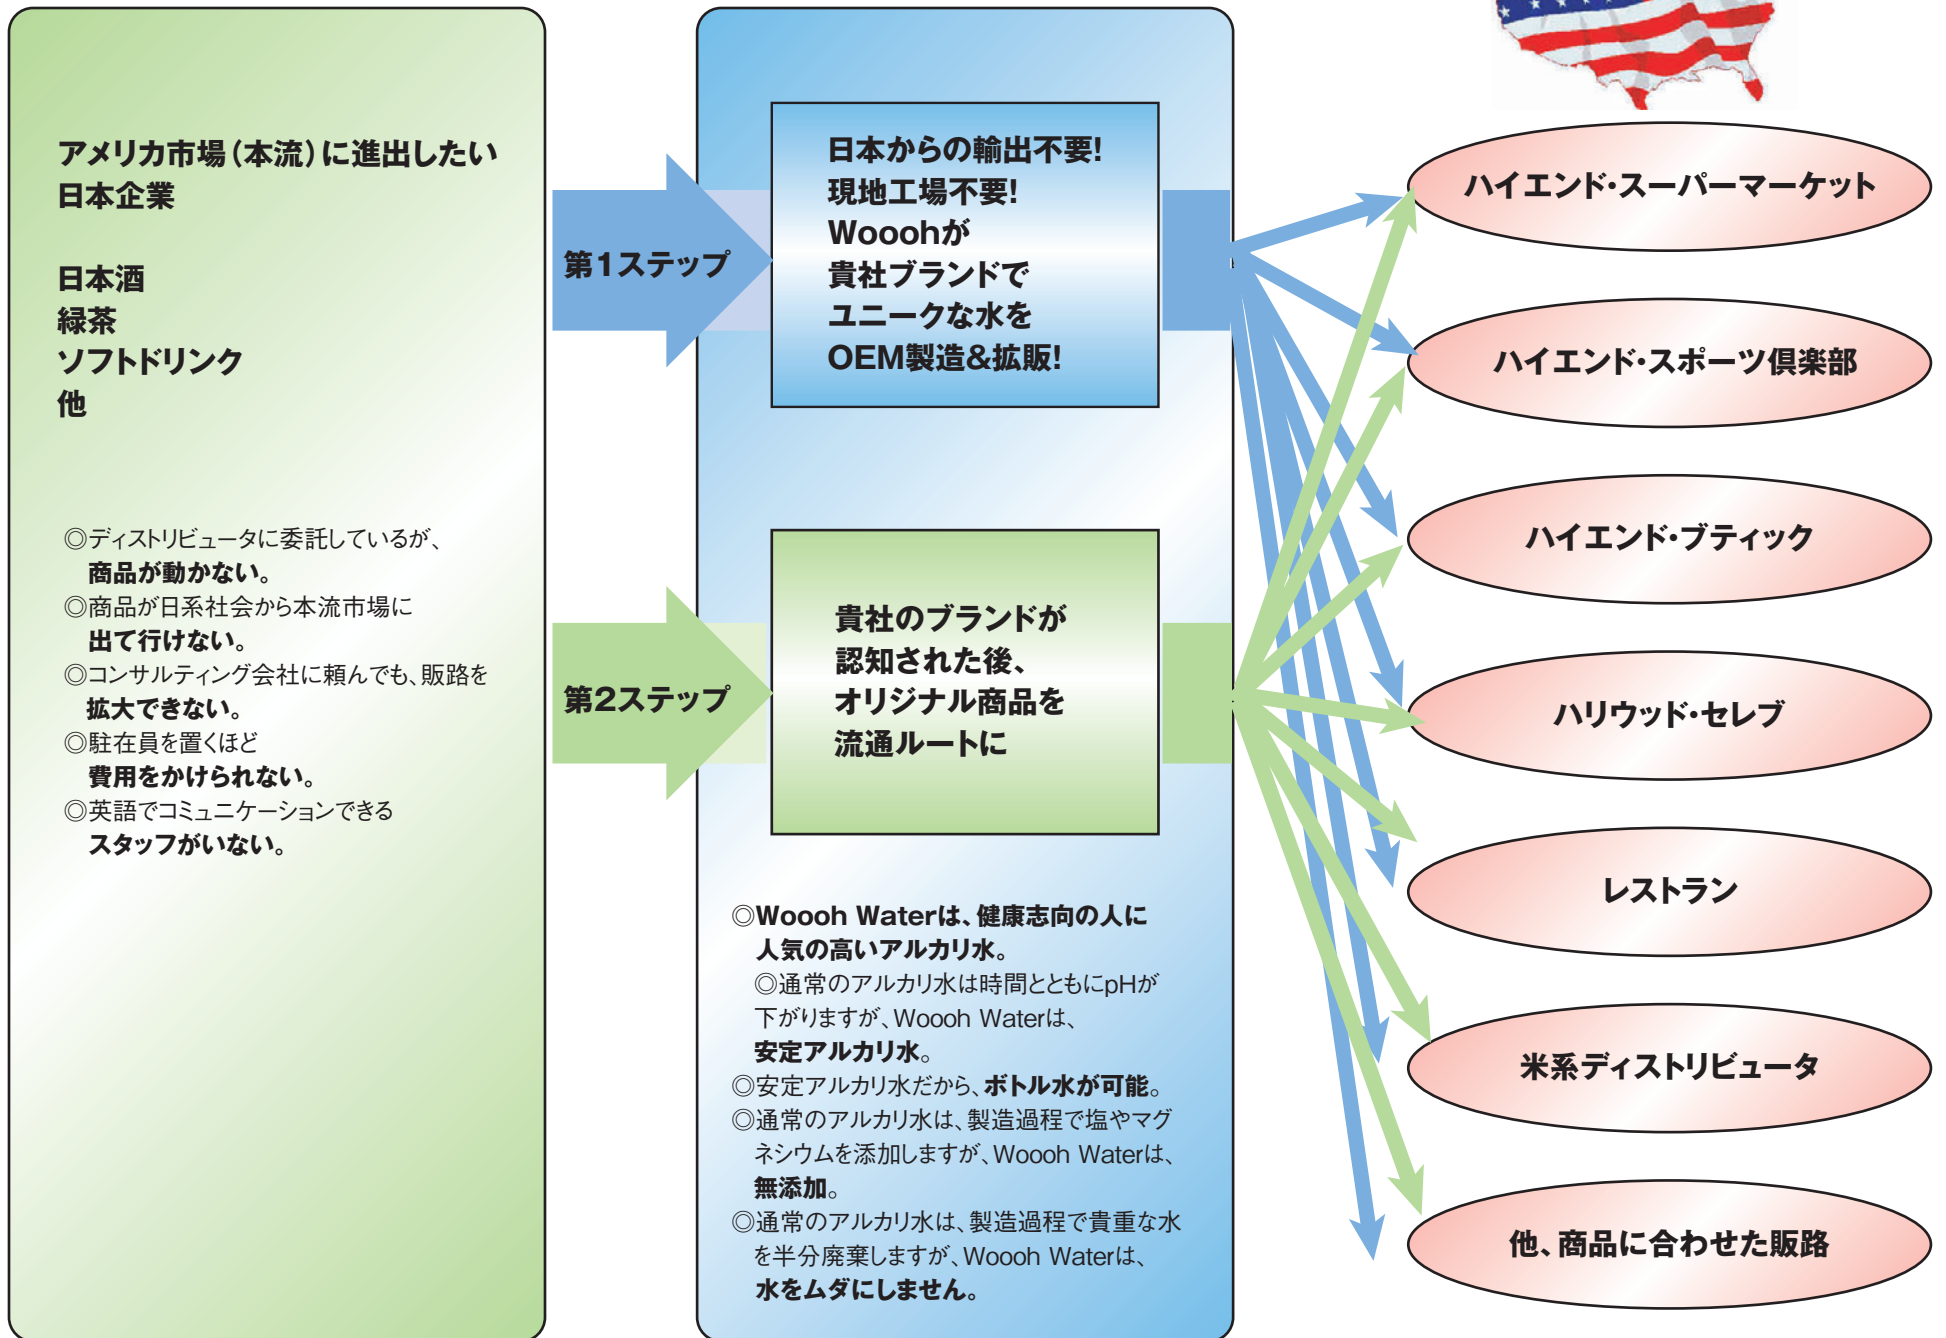 アメリカ市場（本流）に進出したい
日本企業
日本酒
緑茶
ソフトドリンク
他
◎ディストリビュータに委託しているが、
商品が動かない。
◎商品が日系社会から本流市場に
出て行けない。
◎コンサルティング会社に頼んでも、販路を
拡大できない。
◎駐在員を置くほど
費用をかけられない。
◎英語でコミュニケーションできる
スタッフがいない。
第1ステップ
第2ステップ
日本からの輸出不要!
現地工場不要!
Wooohが
貴社ブランドで
ユニークな水を
OEM製造&拡販!
貴社のブランドが
認知された後、
オリジナル商品を
流通ルートに
◎Woooh Waterは、健康志向の人に
人気の高いアルカリ水。
◎通常のアルカリ水は時間とともにpHが
下がりますが、Woooh Waterは、
安定アルカリ水。
◎安定アルカリ水だから、ボトル水が可能。
◎通常のアルカリ水は、製造過程で塩やマグ
ネシウムを添加しますが、Woooh Waterは、
無添加。
◎通常のアルカリ水は、製造過程で貴重な水
を半分廃棄しますが、Woooh Waterは、
水をムダにしません。
ハイエンド・スーパーマーケット
ハイエンド・スポーツ倶楽部
ハイエンド・ブティック
ハリウッド・セレブ
レストラン
米系ディストリビュータ
他、商品に合わせた販路